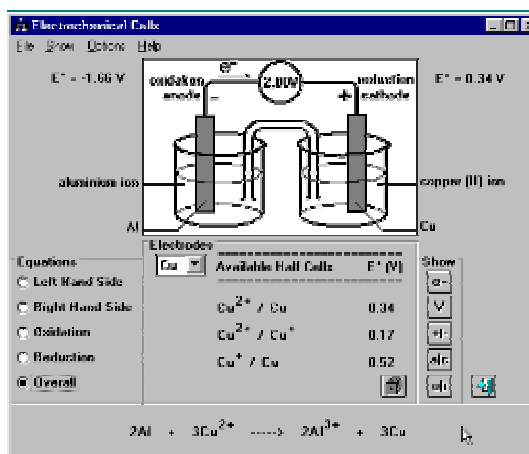 Electrochemical Cells
File Show Options Help
E° = -1.66 V
oxidation
anode
e⁻
2.00V
- +
reduction
cathode
E° = 0.34 V
aluminium ion
copper (II) ion
Al
Cu
Equations
Left Hand Side
Right Hand Side
Oxidation
Reduction
Overall
Electrodes
Cu
Available Half Cells E° (V)
Cu²⁺ / Cu 0.34
Cu²⁺ / Cu⁺ 0.17
Cu⁺ / Cu 0.52
Show
e-
V
+/-
a/c
o/r
2Al + 3Cu²⁺ -----> 2Al³⁺ + 3Cu